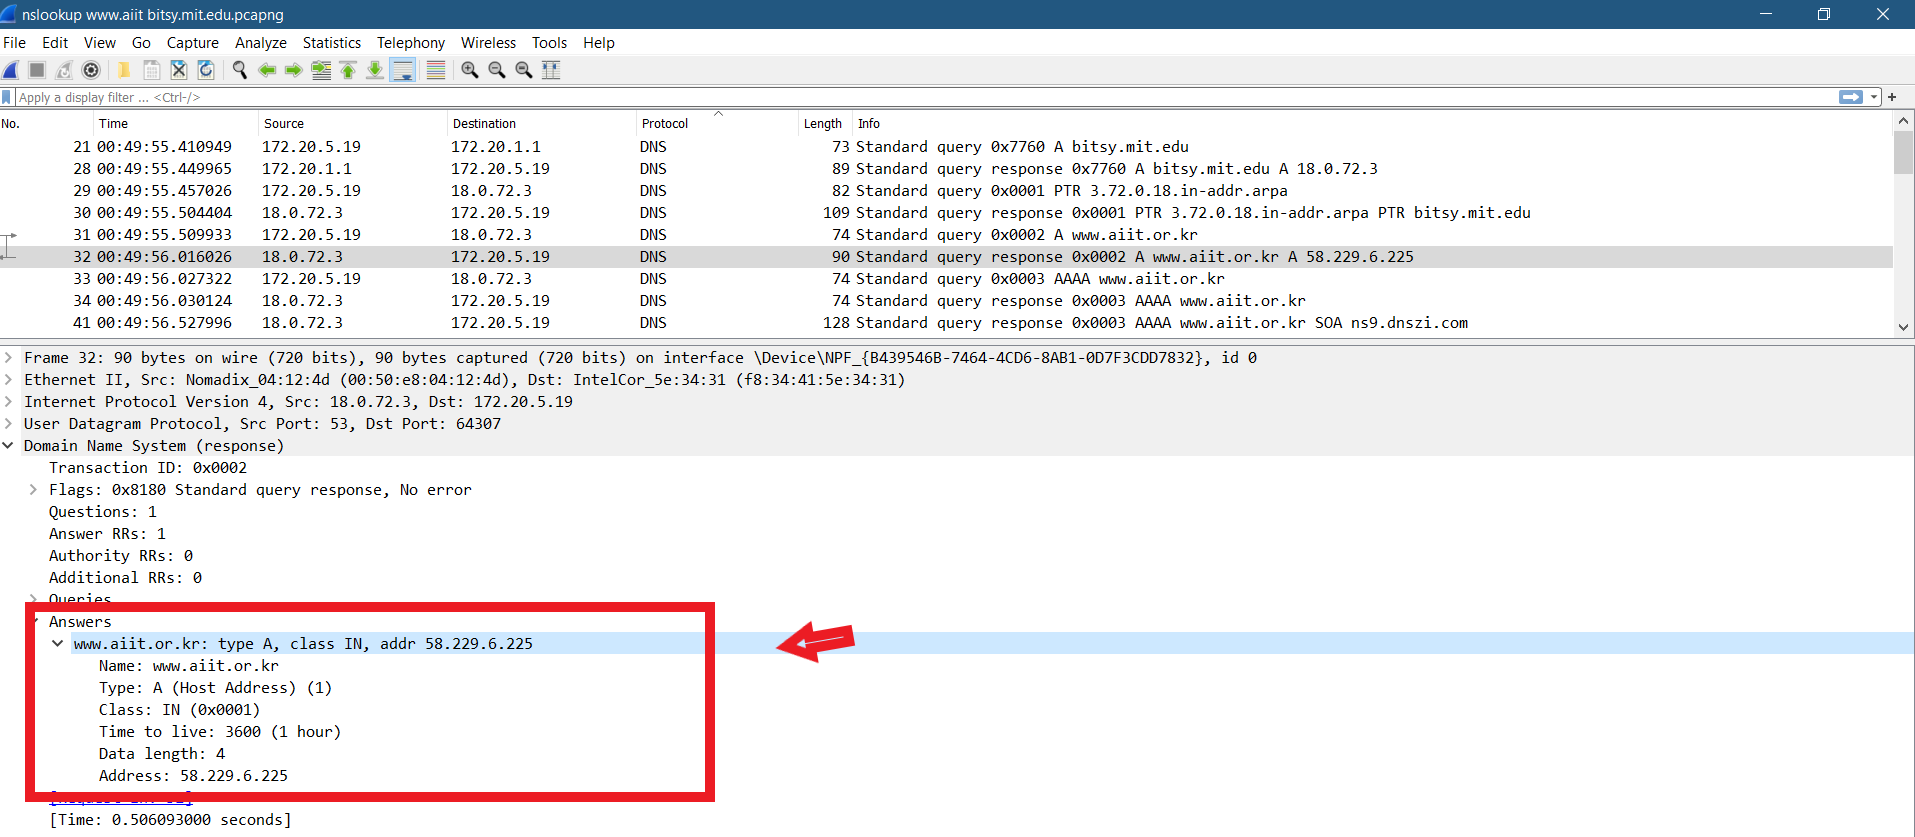 nslookup www.aiit bitsy.mit.edu.pcapng
File Edit View Go Capture Analyze Statistics Telephony Wireless Tools Help
Apply a display filter ... <Ctrl-/>
No. Time Source Destination Protocol Length Info
21 00:49:55.410949 172.20.5.19 172.20.1.1 DNS 73 Standard query 0x7760 A bitsy.mit.edu
28 00:49:55.449965 172.20.1.1 172.20.5.19 DNS 89 Standard query response 0x7760 A bitsy.mit.edu A 18.0.72.3
29 00:49:55.457026 172.20.5.19 18.0.72.3 DNS 82 Standard query 0x0001 PTR 3.72.0.18.in-addr.arpa
30 00:49:55.504404 18.0.72.3 172.20.5.19 DNS 109 Standard query response 0x0001 PTR 3.72.0.18.in-addr.arpa PTR bitsy.mit.edu
31 00:49:55.509933 172.20.5.19 18.0.72.3 DNS 74 Standard query 0x0002 A www.aiit.or.kr
32 00:49:56.016026 18.0.72.3 172.20.5.19 DNS 90 Standard query response 0x0002 A www.aiit.or.kr A 58.229.6.225
33 00:49:56.027322 172.20.5.19 18.0.72.3 DNS 74 Standard query 0x0003 AAAA www.aiit.or.kr
34 00:49:56.030124 18.0.72.3 172.20.5.19 DNS 74 Standard query response 0x0003 AAAA www.aiit.or.kr
41 00:49:56.527996 18.0.72.3 172.20.5.19 DNS 128 Standard query response 0x0003 AAAA www.aiit.or.kr SOA ns9.dnszi.com
Frame 32: 90 bytes on wire (720 bits), 90 bytes captured (720 bits) on interface \Device\NPF_{B439546B-7464-4CD6-8AB1-0D7F3CDD7832}, id 0
Ethernet II, Src: Nomadix_04:12:4d (00:50:e8:04:12:4d), Dst: IntelCor_5e:34:31 (f8:34:41:5e:34:31)
Internet Protocol Version 4, Src: 18.0.72.3, Dst: 172.20.5.19
User Datagram Protocol, Src Port: 53, Dst Port: 64307
Domain Name System (response)
Transaction ID: 0x0002
Flags: 0x8180 Standard query response, No error
Questions: 1
Answer RRs: 1
Authority RRs: 0
Additional RRs: 0
Queries
Answers
www.aiit.or.kr: type A, class IN, addr 58.229.6.225
Name: www.aiit.or.kr
Type: A (Host Address) (1)
Class: IN (0x0001)
Time to live: 3600 (1 hour)
Data length: 4
Address: 58.229.6.225
[Time: 0.506093000 seconds]